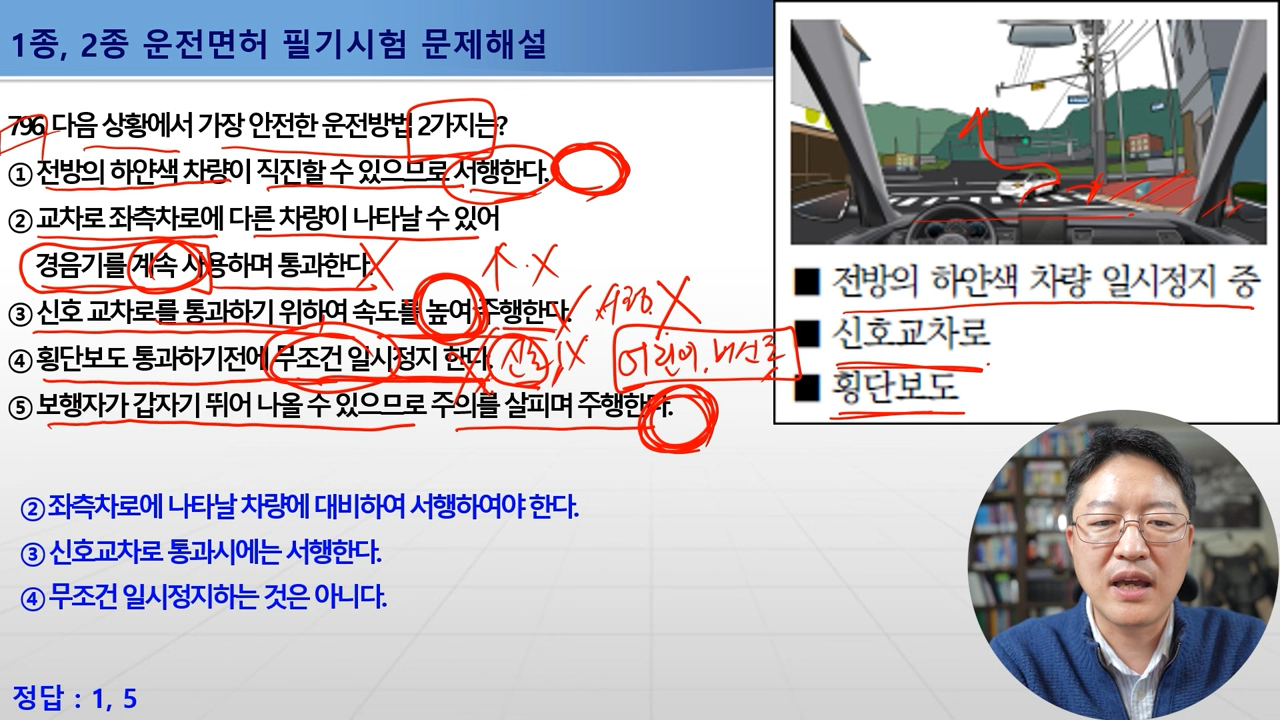 1종, 2종 운전면허 필기시험 문제해설
796. 다음 상황에서 가장 안전한 운전방법 2가지는?
① 전방의 하얀색 차량이 직진할 수 있으므로 서행한다.
② 교차로 좌측차로에 다른 차량이 나타날 수 있어
경음기를 계속 사용하며 통과한다.
③ 신호 교차로를 통과하기 위하여 속도를 높여 주행한다.
④ 횡단보도 통과하기전에 무조건 일시정지 한다.
⑤ 보행자가 갑자기 뛰어 나올 수 있으므로 주의를 살피며 주행한다.
서행
신호
어린이
② 좌측차로에 나타날 차량에 대비하여 서행하여야 한다.
③ 신호교차로 통과시에는 서행한다.
④ 무조건 일시정지하는 것은 아니다.
정답 : 1, 5
■ 전방의 하얀색 차량 일시정지 중
■ 신호교차로
■ 횡단보도